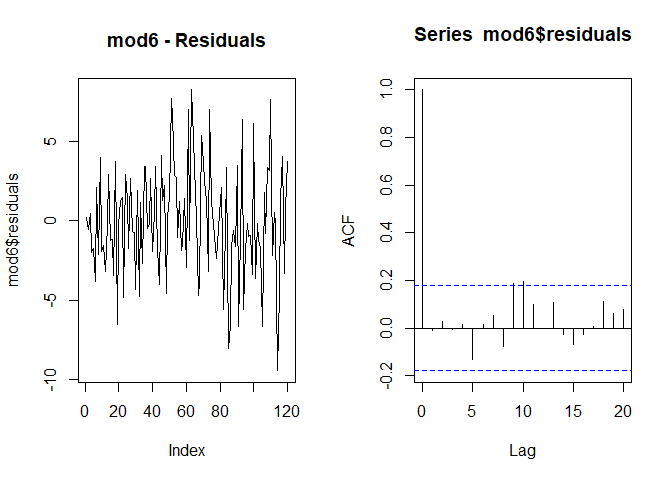 mod6 - Residuals
mod6$residuals
5
0
-5
-10
0 20 40 60 80 100 120
Index
Series mod6$residuals
ACF
1.0
0.8
0.6
0.4
0.2
0.0
-0.2
0 5 10 15 20
Lag